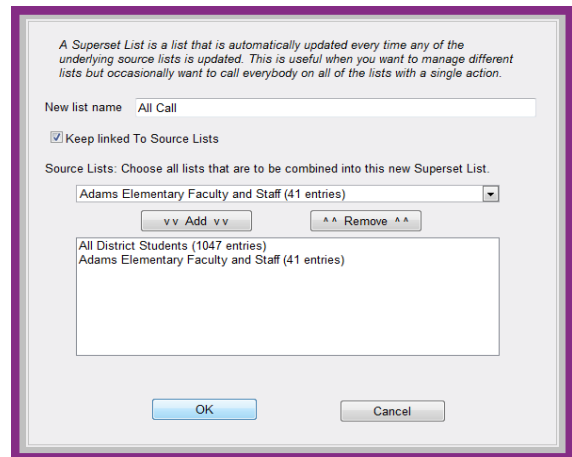 A Superset List is a list that is automatically updated every time any of the
underlying source lists is updated. This is useful when you want to manage different
lists but occasionally want to call everybody on all of the lists with a single action.
New list name All Call
Keep linked To Source Lists
Source Lists: Choose all lists that are to be combined into this new Superset List.
Adams Elementary Faculty and Staff (41 entries)
v v Add v v ^ ^ Remove ^ ^
All District Students (1047 entries)
Adams Elementary Faculty and Staff (41 entries)
OK Cancel